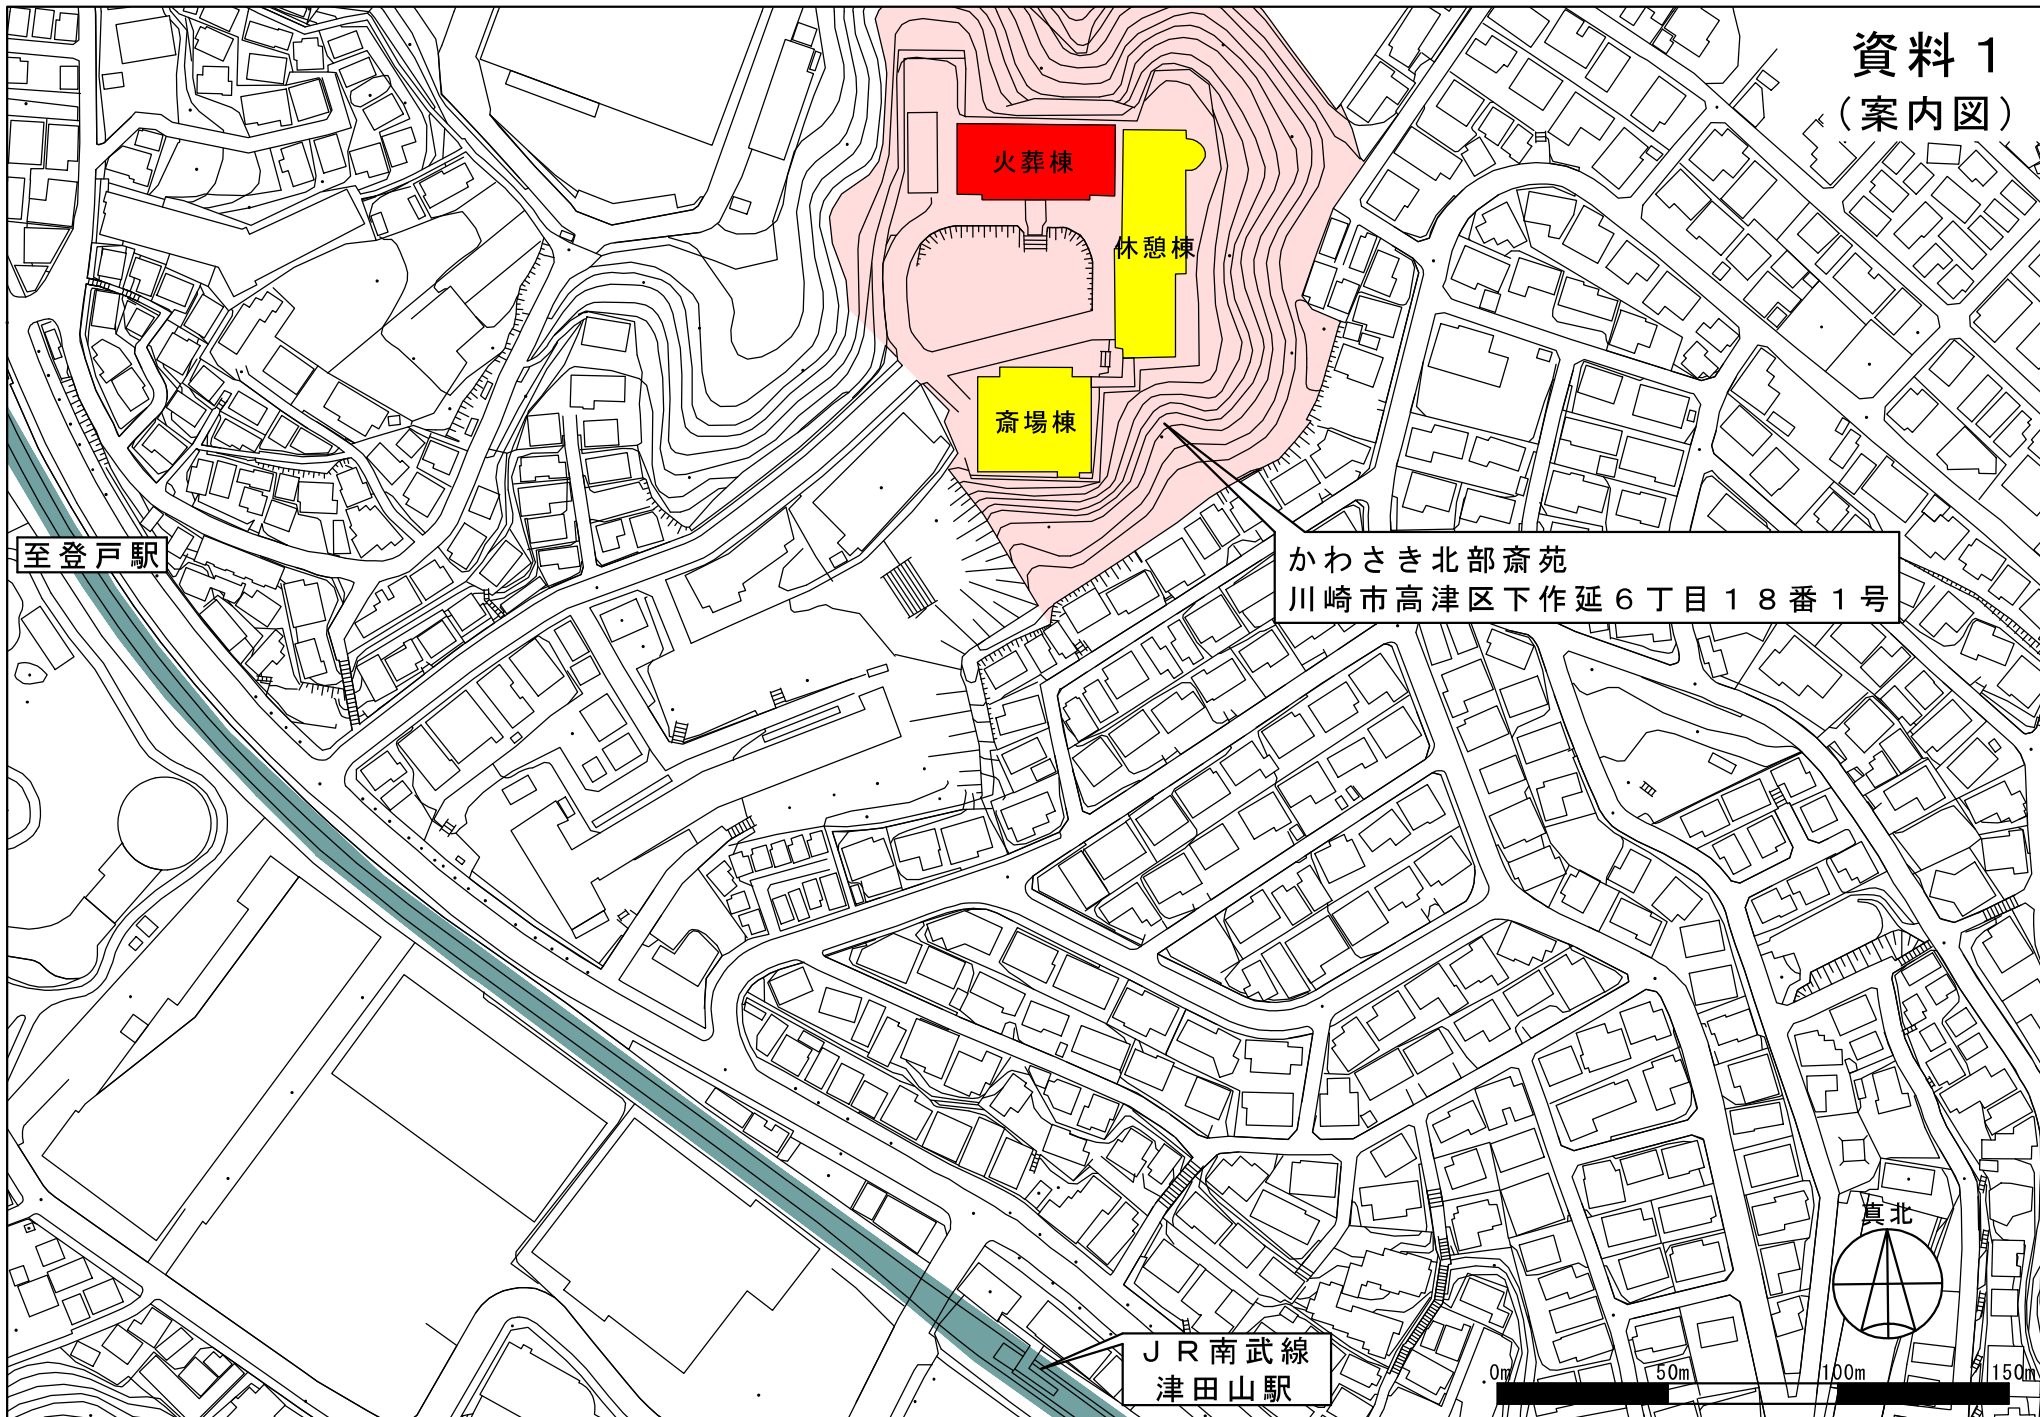 資料１
（案内図）
火葬棟
休憩棟
斎場棟
至登戸駅
かわさき北部斎苑
川崎市高津区下作延６丁目１８番１号
真北
ＪＲ南武線
津田山駅
0m 50m 100m 150m